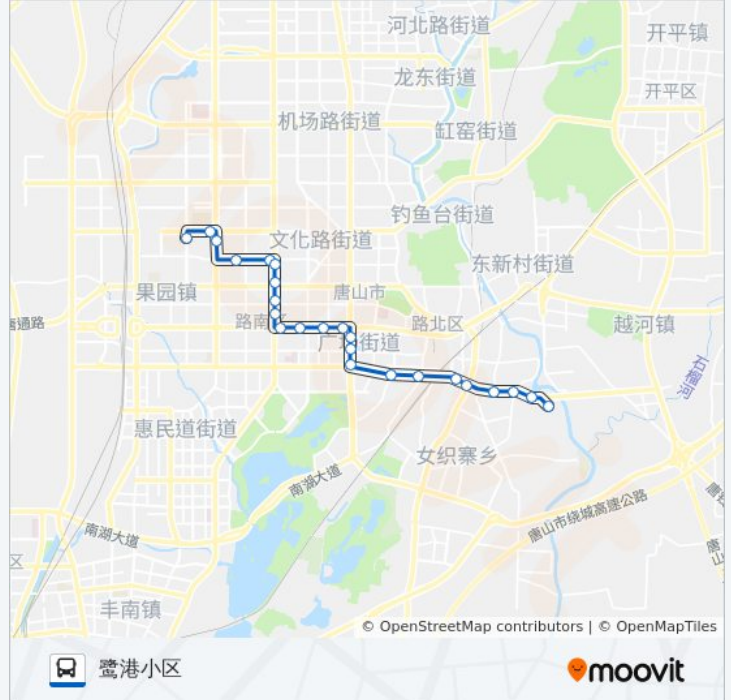 河北路街道
开平镇
龙东街道
开平区
机场路街道
缸窑街道
钓鱼台街道
文化路街道
东新村街道
果园镇
唐山市
路南区
路北区
越河镇
街道
石榴河
惠民道街道
女织寨乡
南湖大道
唐山市绕城高速公路
南湖大道
区
丰南镇
© OpenStreetMap contributors | © OpenMapTiles
鹭港小区
moovit